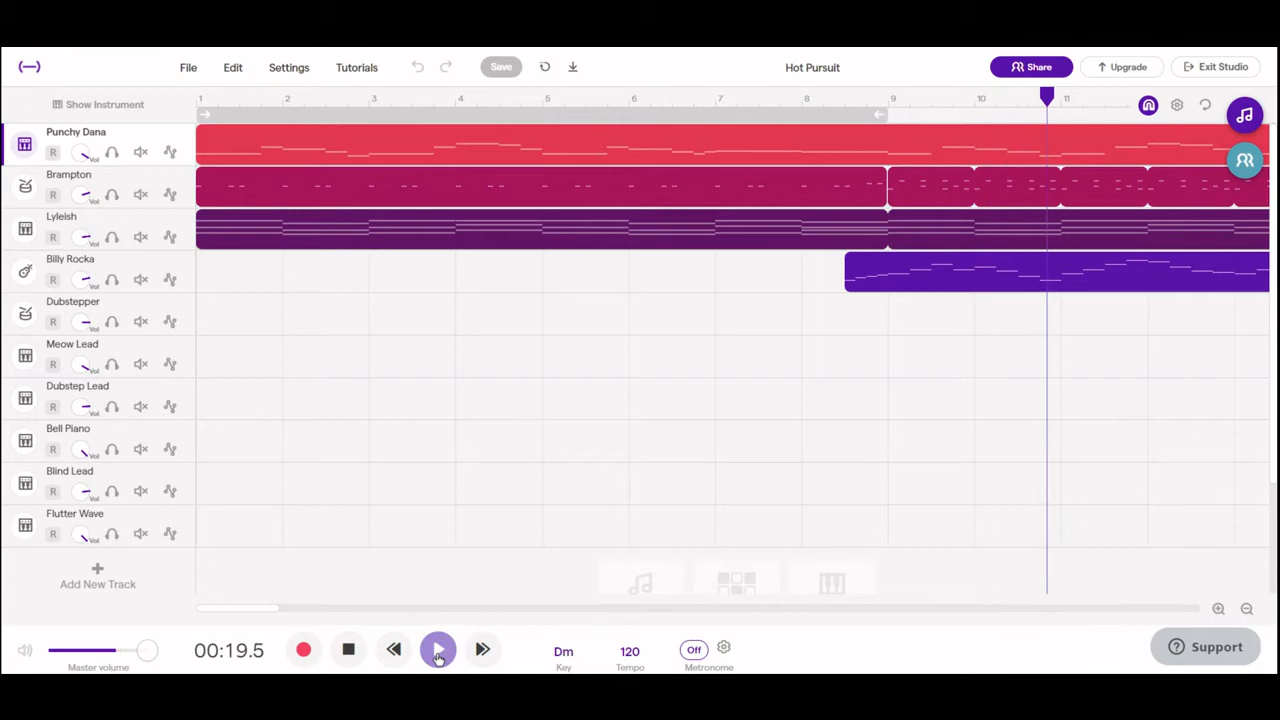 (—) File Edit Settings Tutorials Save Hot Pursuit Share Upgrade Exit Studio
Show Instrument 1 2 3 4 5 6 7 8 9 10 11
Punchy Dana
R Vol
Brampton
R Vol
Lyleish
R Vol
Billy Rocka
R Vol
Dubstepper
R Vol
Meow Lead
R Vol
Dubstep Lead
R Vol
Bell Piano
R Vol
Blind Lead
R Vol
Flutter Wave
R Vol
+
Add New Track
00:19.5 Dm 120 Off Support
Master volume Key Tempo Metronome